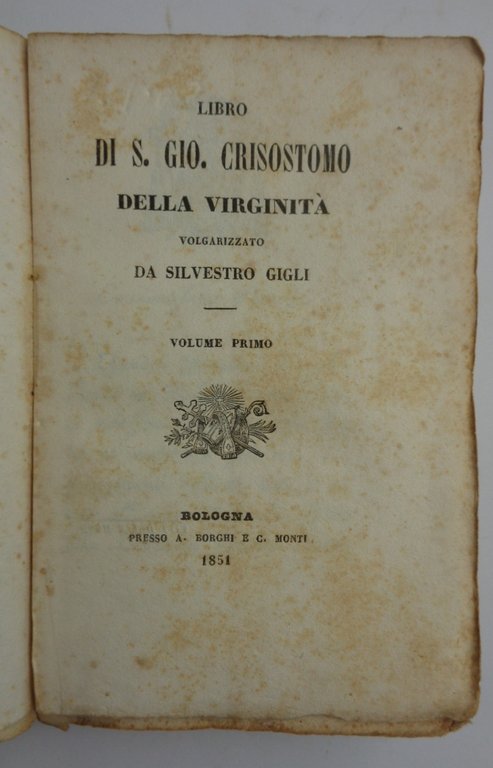 LIBRO
DI S. GIO. CRISOSTOMO
DELLA VIRGINITÀ
VOLGARIZZATO
DA SILVESTRO GIGLI
VOLUME PRIMO
BOLOGNA
PRESSO A. BORGHI E C. MONTI
1851